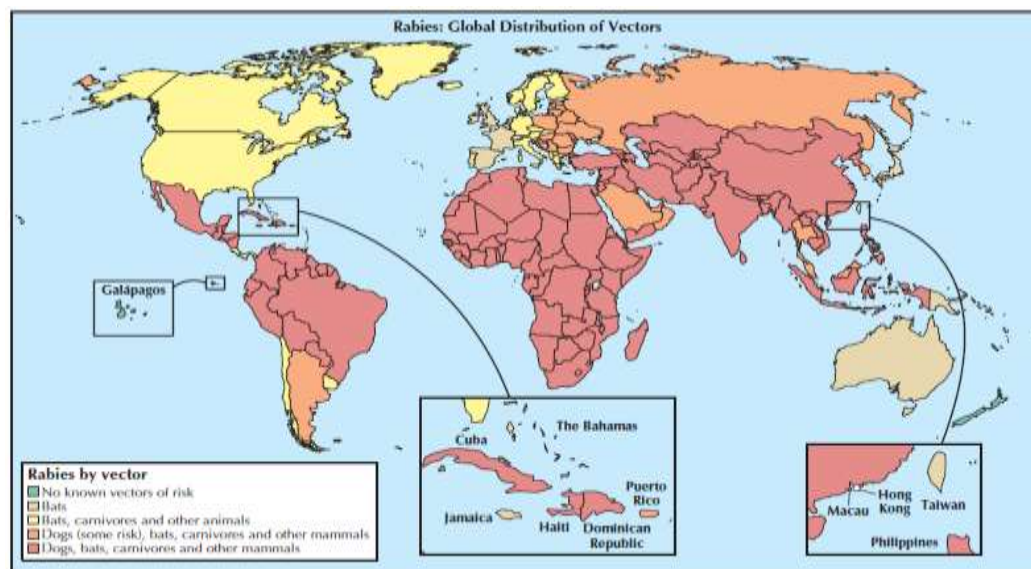 Rabies: Global Distribution of Vectors
Galápagos
Cuba
The Bahamas
Puerto
Rico
Jamaica
Haiti
Dominican
Republic
Hong
Kong
Macau
Taiwan
Philippines
Rabies by vector
No known vectors of risk
Bats
Bats, carnivores and other animals
Dogs (some risk), bats, carnivores and other mammals
Dogs, bats, carnivores and other mammals